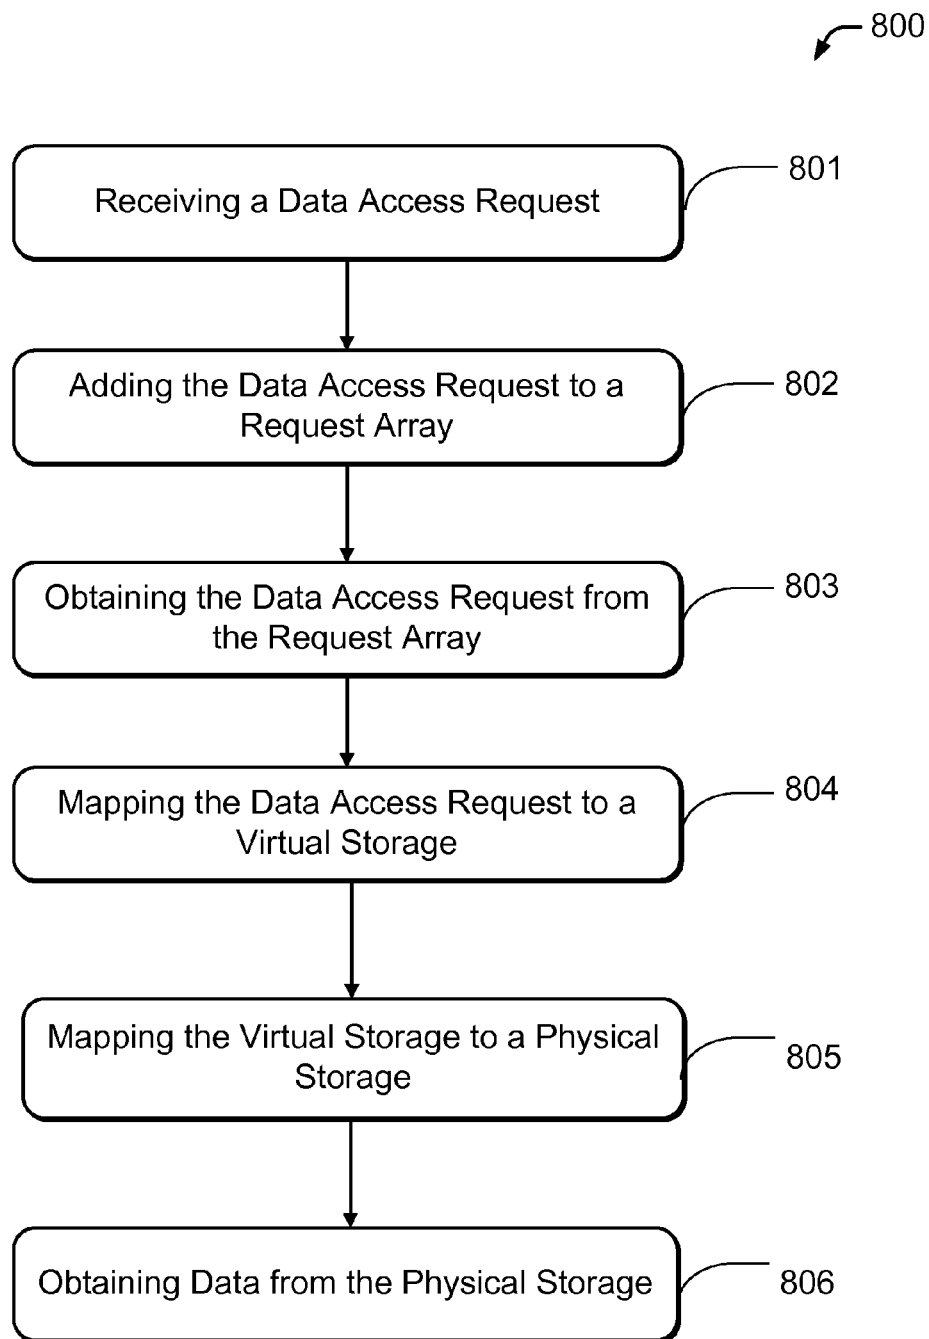 800
Receiving a Data Access Request
801
Adding the Data Access Request to a
Request Array
802
Obtaining the Data Access Request from
the Request Array
803
Mapping the Data Access Request to a
Virtual Storage
804
Mapping the Virtual Storage to a Physical
Storage
805
Obtaining Data from the Physical Storage
806